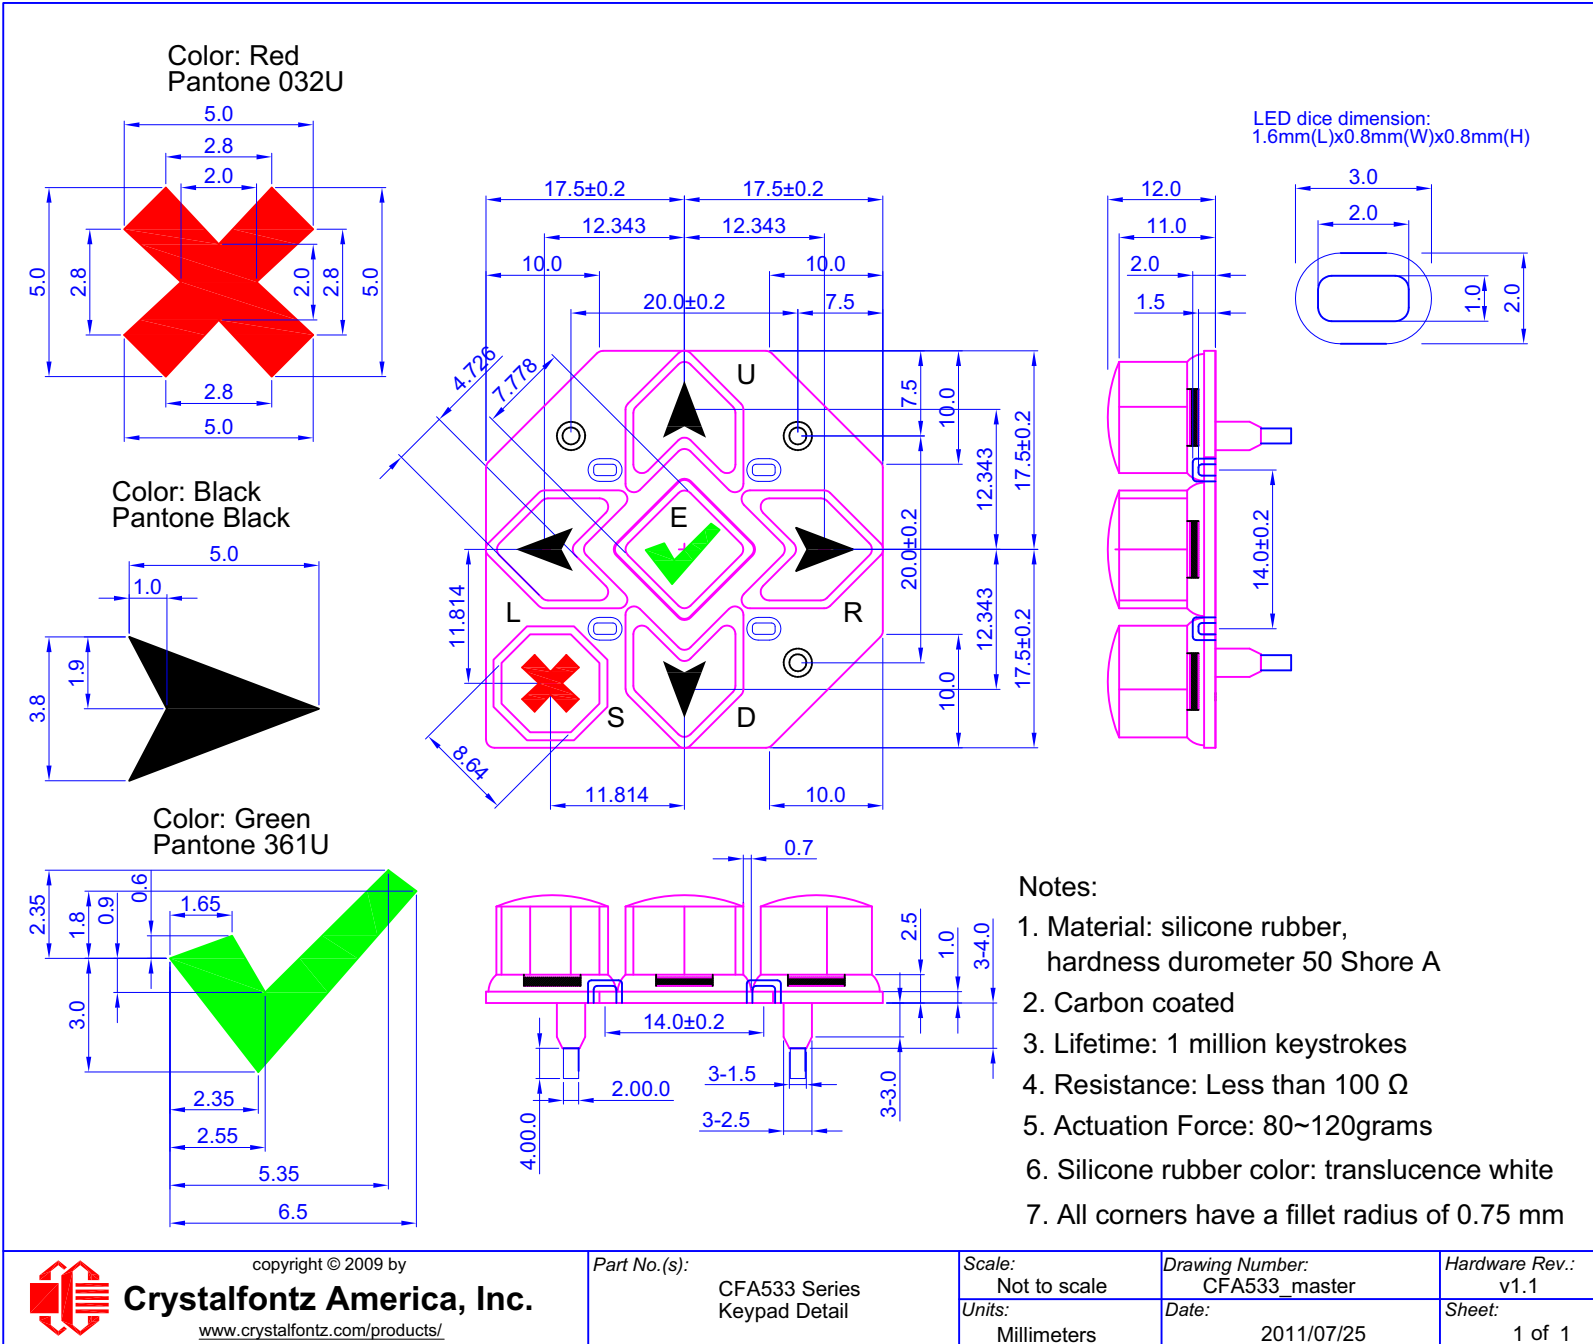 Color: Red
Pantone 032U
5.0
2.8
2.0
5.0
2.8
2.0
2.8
5.0
2.8
5.0
Color: Black
Pantone Black
5.0
1.0
1.9
3.8
Color: Green
Pantone 361U
2.35
1.8
0.9
0.6
1.65
3.0
2.35
2.55
5.35
6.5
17.5±0.2
17.5±0.2
12.343
12.343
10.0
10.0
20.0±0.2
7.5
4.726
7.778
U
E
L
R
S
D
7.5
10.0
12.343
17.5±0.2
20.0±0.2
12.343
17.5±0.2
10.0
11.814
8.64
11.814
10.0
12.0
11.0
2.0
1.5
14.0±0.2
LED dice dimension:
1.6mm(L)x0.8mm(W)x0.8mm(H)
3.0
2.0
1.0
2.0
0.7
2.5
1.0
3-4.0
14.0±0.2
2.00.0
4.00.0
3-1.5
3-2.5
3-3.0
Notes:
1. Material: silicone rubber,
hardness durometer 50 Shore A
2. Carbon coated
3. Lifetime: 1 million keystrokes
4. Resistance: Less than 100 Ω
5. Actuation Force: 80~120grams
6. Silicone rubber color: translucence white
7. All corners have a fillet radius of 0.75 mm
copyright © 2009 by
Crystalfontz America, Inc.
www.crystalfontz.com/products/
Part No.(s):
CFA533 Series
Keypad Detail
Scale:
Not to scale
Units:
Millimeters
Drawing Number:
CFA533_master
Date:
2011/07/25
Hardware Rev.:
v1.1
Sheet:
1 of 1